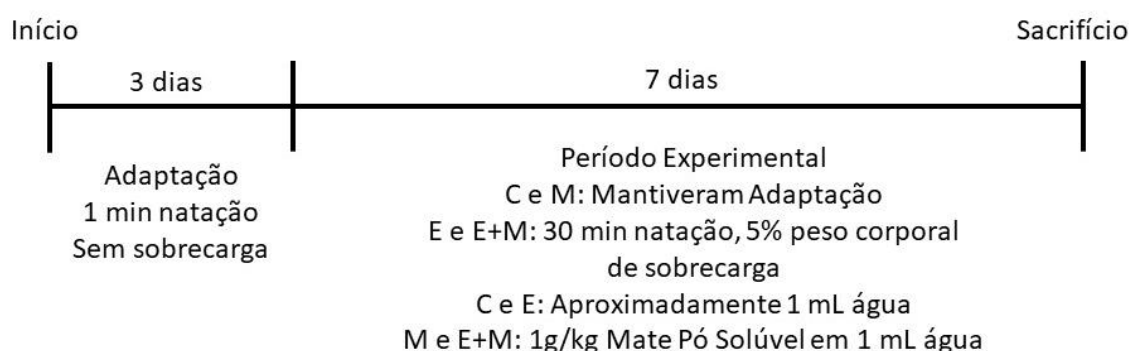 Início
Sacrifício
3 dias
7 dias
Adaptação
1 min natação
Sem sobrecarga
Período Experimental
C e M: Mantiveram Adaptação
E e E+M: 30 min natação, 5% peso corporal
de sobrecarga
C e E: Aproximadamente 1 mL água
M e E+M: 1g/kg Mate Pó Solúvel em 1 mL água